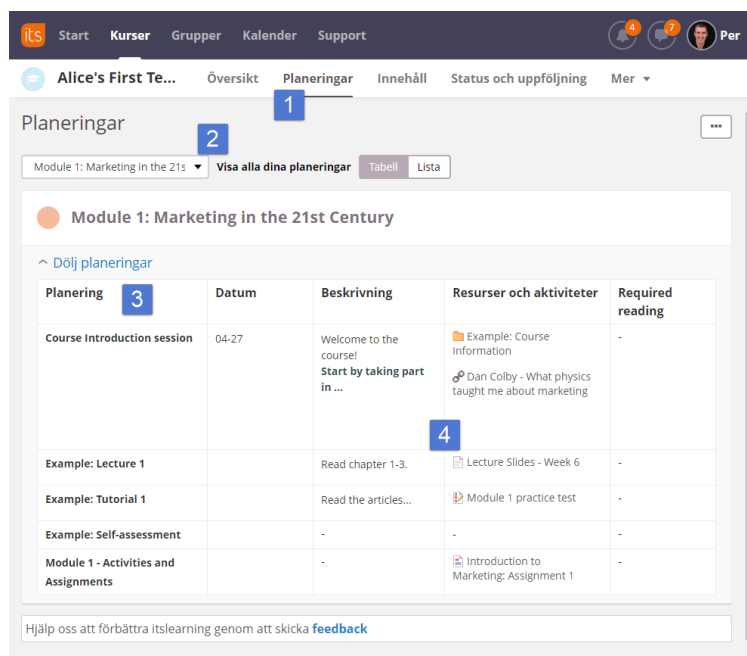 its Start Kurser Grupper Kalender Support 4 7 Per
Alice's First Te... Översikt Planeringar Innehåll Status och uppföljning Mer
1
Planeringar
2
Module 1: Marketing in the 21s Visa alla dina planeringar Tabell Lista
Module 1: Marketing in the 21st Century
Dölj planeringar
Planering 3 Datum Beskrivning Resurser och aktiviteter Required
reading
Course Introduction session 04-27 Welcome to the
course!
Start by taking part
in ...
Example: Course
Information
Dan Colby - What physics
taught me about marketing
-
4
Example: Lecture 1 Read chapter 1-3. Lecture Slides - Week 6 -
Example: Tutorial 1 Read the articles... Module 1 practice test -
Example: Self-assessment - - -
Module 1 - Activities and
Assignments
-
Introduction to
Marketing: Assignment 1
-
Hjälp oss att förbättra itslearning genom att skicka feedback